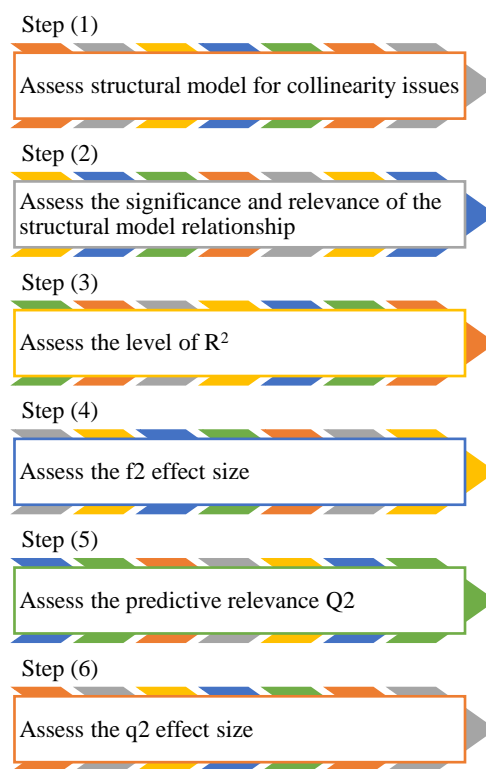 Step (1)
Assess structural model for collinearity issues
Step (2)
Assess the significance and relevance of the
structural model relationship
Step (3)
Assess the level of R²
Step (4)
Assess the f2 effect size
Step (5)
Assess the predictive relevance Q2
Step (6)
Assess the q2 effect size